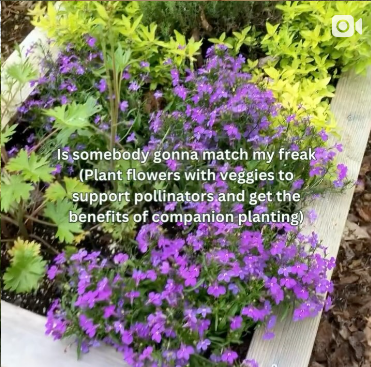 Is somebody gonna match my freak
(Plant flowers with veggies to
support pollinators and get the
benefits of companion planting)